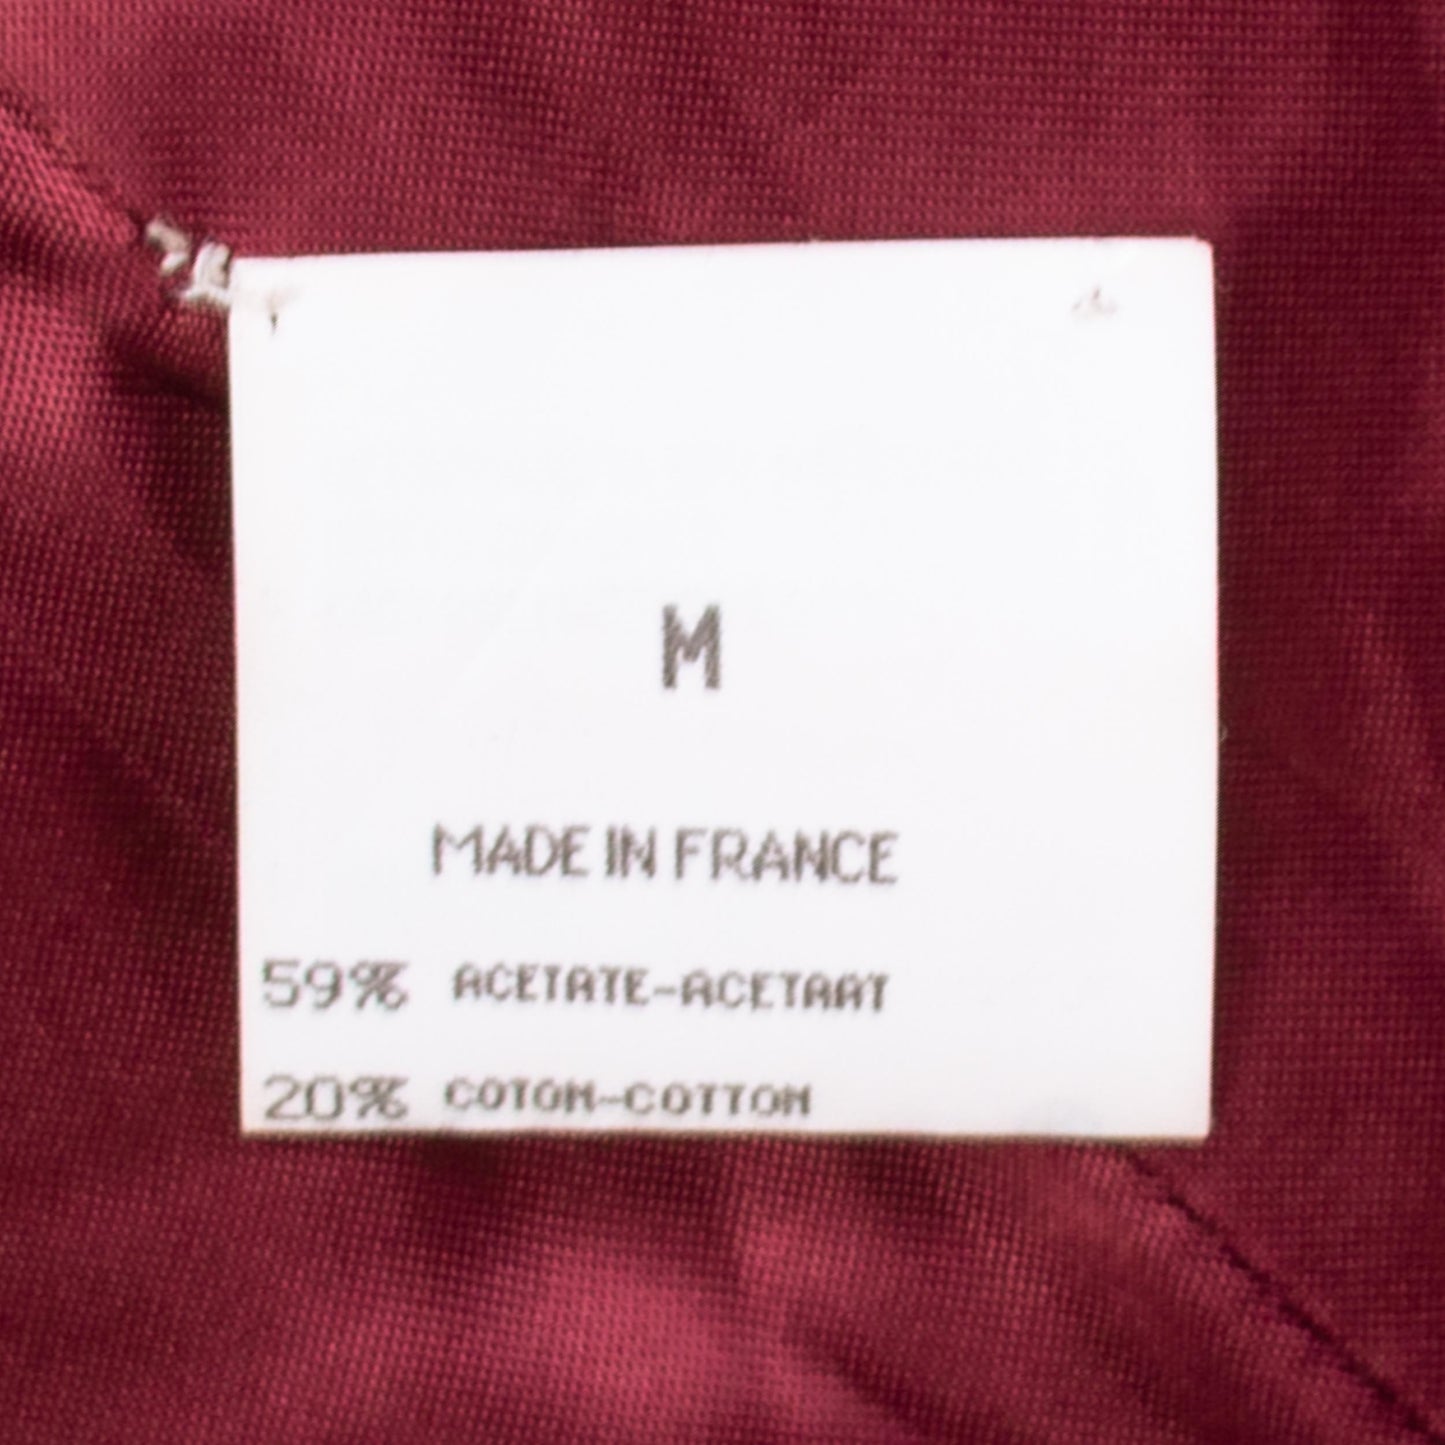 M
MADE IN FRANCE
59% ACETATE-ACETAAT
20% COTON-COTTON